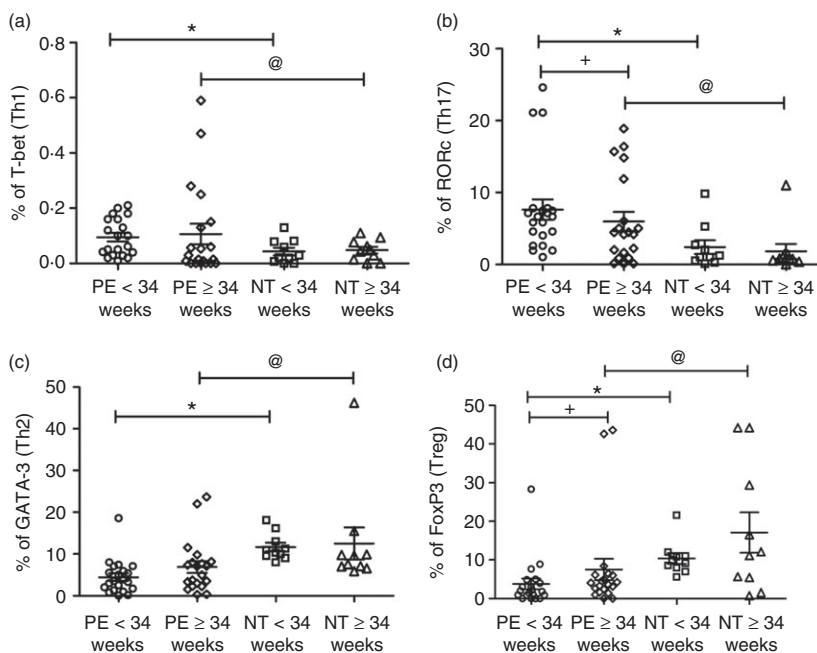 (a)
% of T-bet (Th1)
0·8
0·6
0·4
0·2
0·0
*
@
PE < 34 weeks
PE ≥ 34 weeks
NT < 34 weeks
NT ≥ 34 weeks
(b)
% of RORc (Th17)
30
20
10
0
*
+
@
PE < 34 weeks
PE ≥ 34 weeks
NT < 34 weeks
NT ≥ 34 weeks
(c)
% of GATA-3 (Th2)
50
40
30
20
10
0
@
*
PE < 34 weeks
PE ≥ 34 weeks
NT < 34 weeks
NT ≥ 34 weeks
(d)
% of FoxP3 (Treg)
50
40
30
20
10
0
@
*
+
PE < 34 weeks
PE ≥ 34 weeks
NT < 34 weeks
NT ≥ 34 weeks